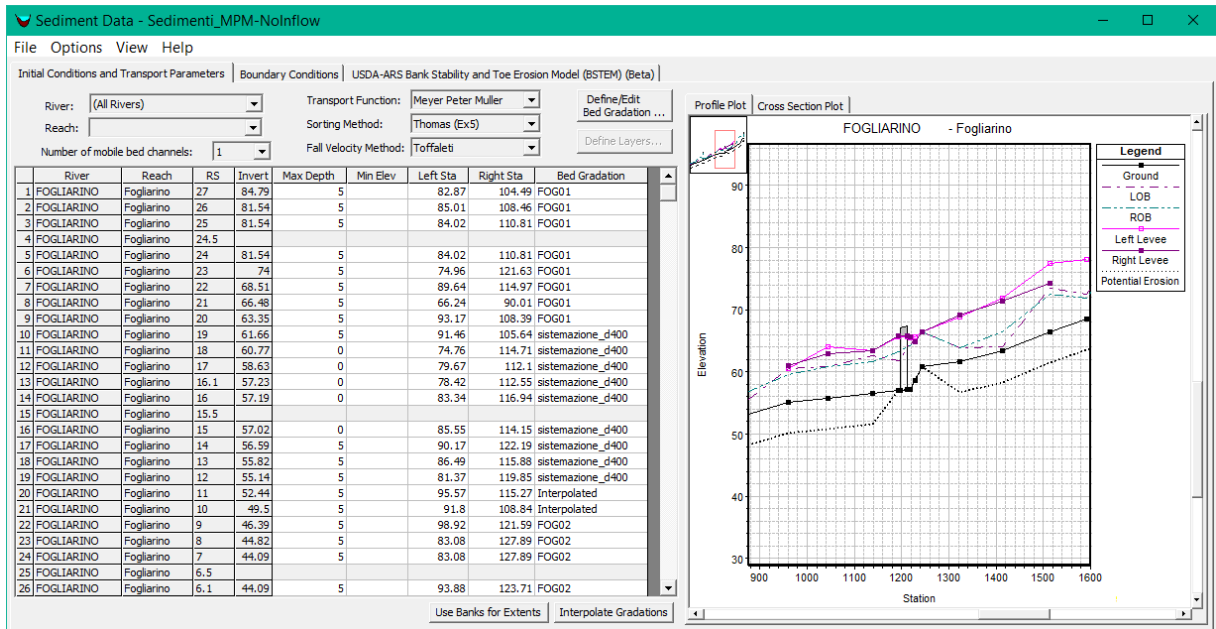 Sediment Data - Sedimenti_MPM-NoInflow
File Options View Help
Initial Conditions and Transport Parameters Boundary Conditions USDA-ARS Bank Stability and Toe Erosion Model (BSTEM) (Beta)
River: (All Rivers) Transport Function: Meyer Peter Muller Define/Edit Bed Gradation ...
Reach: Sorting Method: Thomas (Ex5) Define Layers...
Number of mobile bed channels: 1 Fall Velocity Method: Toffaleti
River Reach RS Invert Max Depth Min Elev Left Sta Right Sta Bed Gradation
1 FOGLIARINO Fogliarino 27 84.79 5 82.87 104.49 FOG01
2 FOGLIARINO Fogliarino 26 81.54 5 85.01 108.46 FOG01
3 FOGLIARINO Fogliarino 25 81.54 5 84.02 110.81 FOG01
4 FOGLIARINO Fogliarino 24.5
5 FOGLIARINO Fogliarino 24 81.54 5 84.02 110.81 FOG01
6 FOGLIARINO Fogliarino 23 74 5 74.96 121.63 FOG01
7 FOGLIARINO Fogliarino 22 68.51 5 89.64 114.97 FOG01
8 FOGLIARINO Fogliarino 21 66.48 5 66.24 90.01 FOG01
9 FOGLIARINO Fogliarino 20 63.35 5 93.17 108.39 FOG01
10 FOGLIARINO Fogliarino 19 61.66 5 91.46 105.64 sistemazione_d400
11 FOGLIARINO Fogliarino 18 60.77 0 74.76 114.71 sistemazione_d400
12 FOGLIARINO Fogliarino 17 58.63 0 79.67 112.1 sistemazione_d400
13 FOGLIARINO Fogliarino 16.1 57.23 0 78.42 112.55 sistemazione_d400
14 FOGLIARINO Fogliarino 16 57.19 0 83.34 116.94 sistemazione_d400
15 FOGLIARINO Fogliarino 15.5
16 FOGLIARINO Fogliarino 15 57.02 0 85.55 114.15 sistemazione_d400
17 FOGLIARINO Fogliarino 14 56.59 5 90.17 122.19 sistemazione_d400
18 FOGLIARINO Fogliarino 13 55.82 5 86.49 115.88 sistemazione_d400
19 FOGLIARINO Fogliarino 12 55.14 5 81.37 119.85 sistemazione_d400
20 FOGLIARINO Fogliarino 11 52.44 5 95.57 115.27 Interpolated
21 FOGLIARINO Fogliarino 10 49.5 5 91.8 108.84 Interpolated
22 FOGLIARINO Fogliarino 9 46.39 5 98.92 121.59 FOG02
23 FOGLIARINO Fogliarino 8 44.82 5 83.08 127.89 FOG02
24 FOGLIARINO Fogliarino 7 44.09 5 83.08 127.89 FOG02
25 FOGLIARINO Fogliarino 6.5
26 FOGLIARINO Fogliarino 6.1 44.09 5 93.88 123.71 FOG02
Use Banks for Extents Interpolate Gradations
Profile Plot Cross Section Plot
FOGLIARINO - Fogliarino
Elevation
90
80
70
60
50
40
30
900 1000 1100 1200 1300 1400 1500 1600
Station
Legend
Ground
LOB
ROB
Left Levee
Right Levee
Potential Erosion